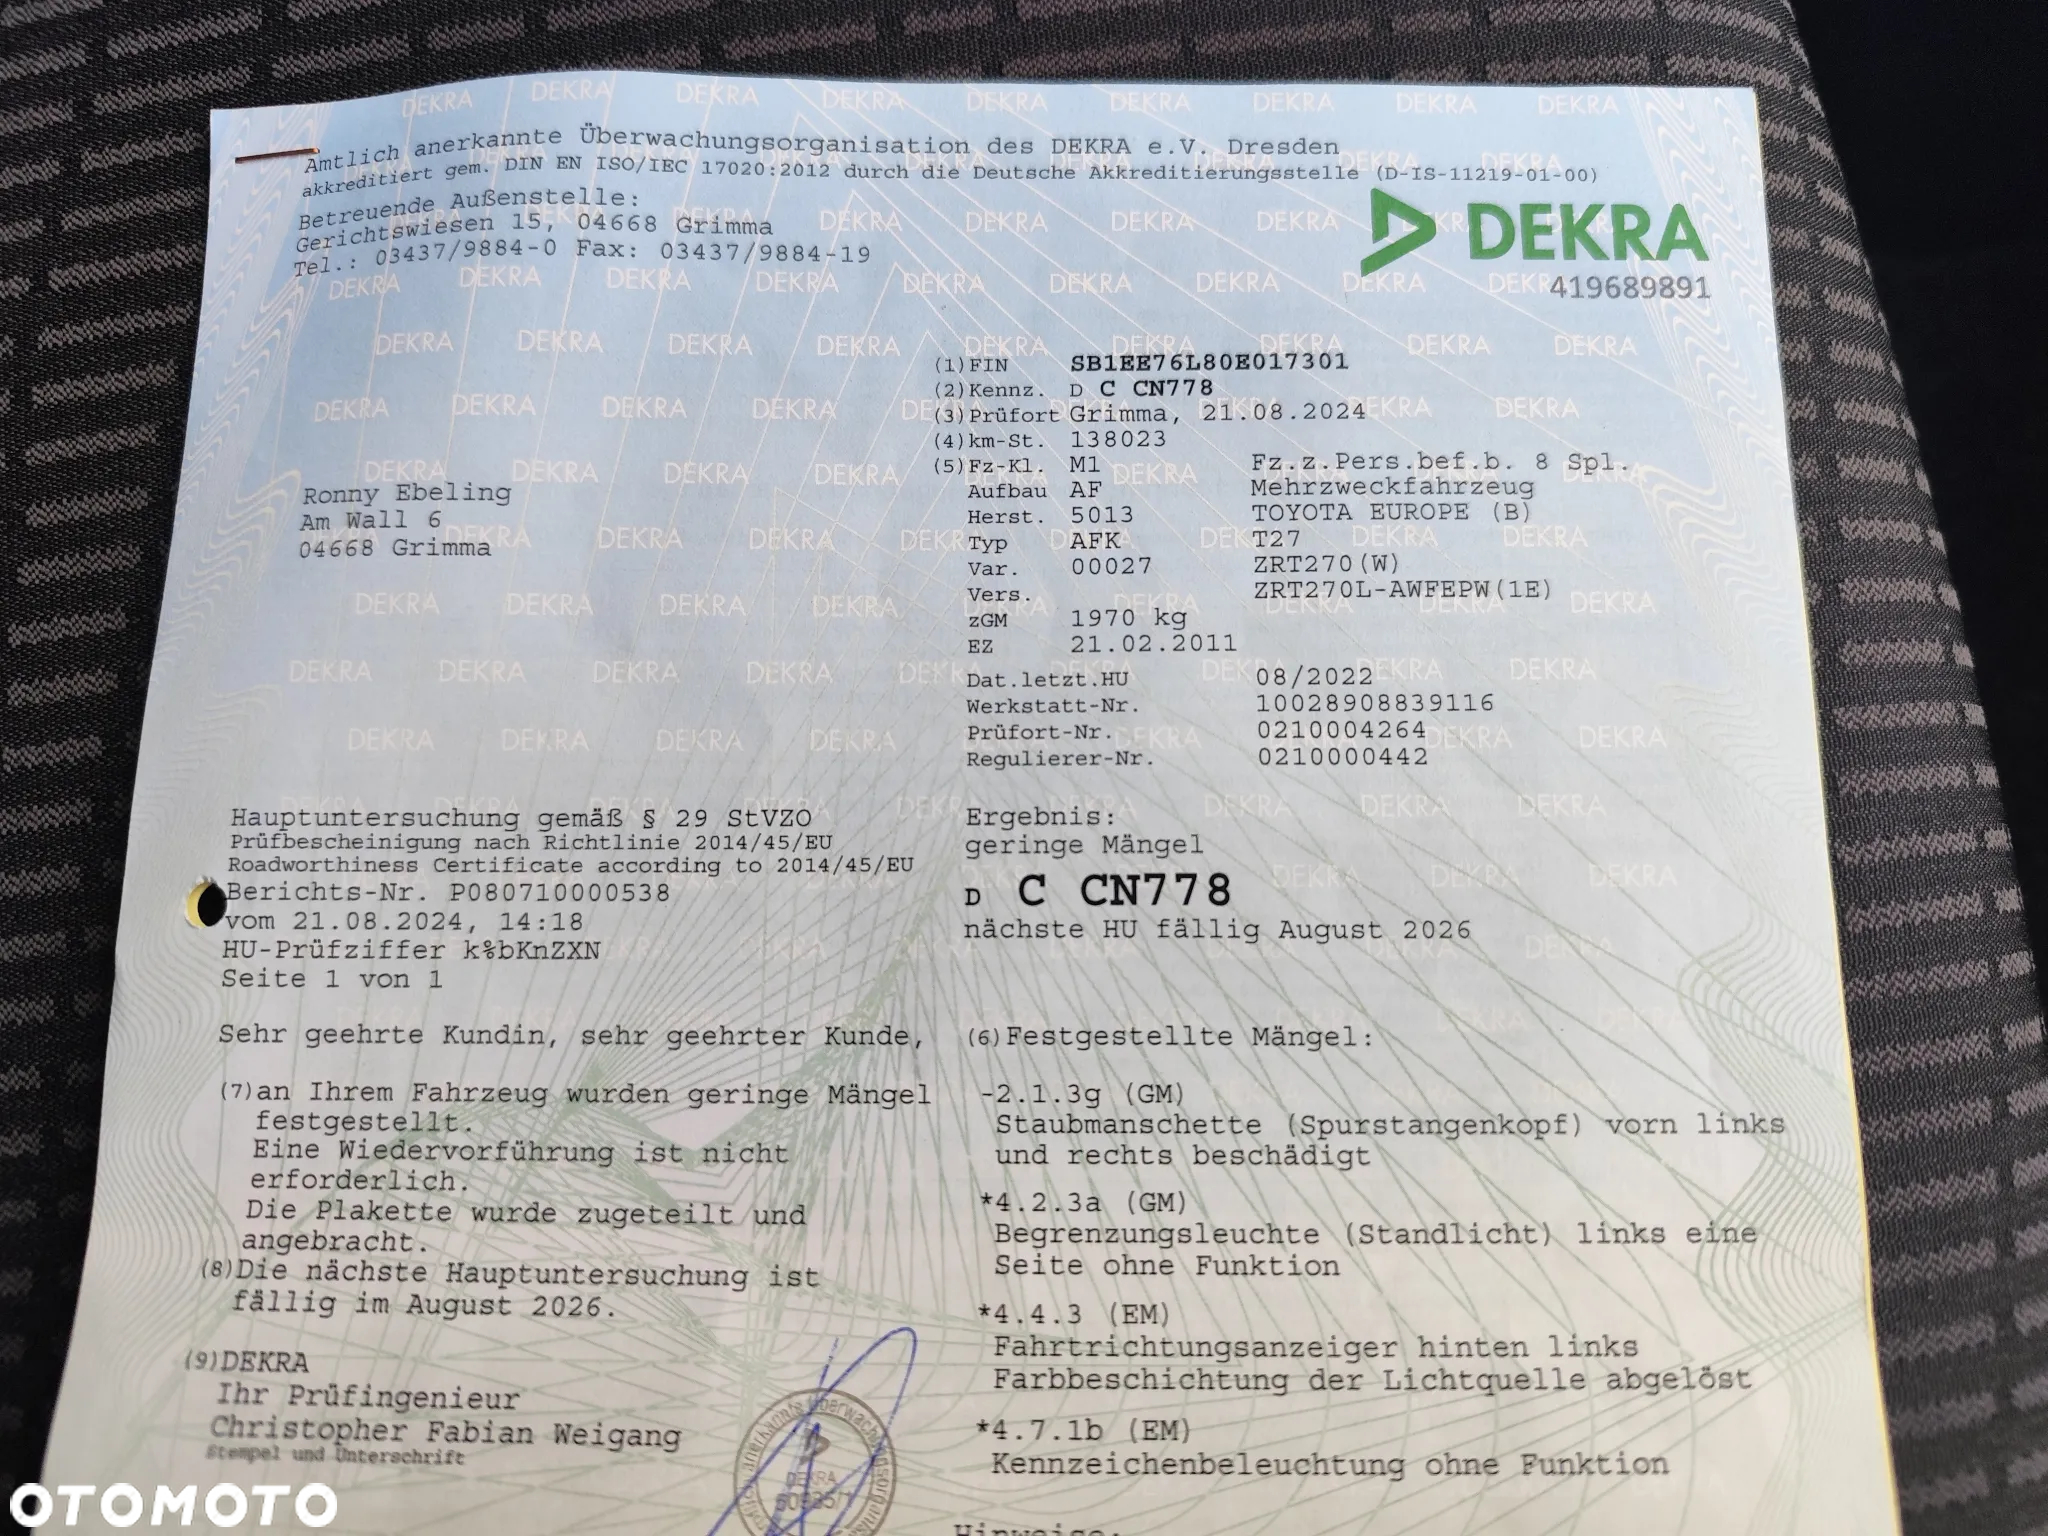 Amtlich anerkannte Überwachungsorganisation des DEKRA e.V. Dresden
akkreditiert gem. DIN EN ISO/IEC 17020:2012 durch die Deutsche Akkreditierungsstelle (D-IS-11219-01-00)
Betreuende Außenstelle:
Gerichtswiesen 15, 04668 Grimma
Tel.: 03437/9884-0 Fax: 03437/9884-19
DEKRA
419689891
Ronny Ebeling
Am Wall 6
04668 Grimma
(1)FIN SB1EE76L80E017301
(2)Kennz. D C CN778
(3)Prüfort Grimma, 21.08.2024
(4)km-St. 138023
(5)Fz-Kl. M1 Fz.z.Pers.bef.b. 8 Spl.
Aufbau AF Mehrzweckfahrzeug
Herst. 5013 TOYOTA EUROPE (B)
Typ AFK T27
Var. 00027 ZRT270(W)
Vers. ZRT270L-AWFEPW(1E)
zGM 1970 kg
EZ 21.02.2011
Dat.letzt.HU 08/2022
Werkstatt-Nr. 10028908839116
Prüfort-Nr. 0210004264
Regulierer-Nr. 0210000442
Hauptuntersuchung gemäß § 29 StVZO
Prüfbescheinigung nach Richtlinie 2014/45/EU
Roadworthiness Certificate according to 2014/45/EU
Berichts-Nr. P080710000538
vom 21.08.2024, 14:18
HU-Prüfziffer k%bKnZXN
Seite 1 von 1
Ergebnis:
geringe Mängel
D C CN778
nächste HU fällig August 2026
Sehr geehrte Kundin, sehr geehrter Kunde,
(7)an Ihrem Fahrzeug wurden geringe Mängel
festgestellt.
Eine Wiedervorführung ist nicht
erforderlich.
Die Plakette wurde zugeteilt und
angebracht.
(8)Die nächste Hauptuntersuchung ist
fällig im August 2026.
(9)DEKRA
Ihr Prüfingenieur
Christopher Fabian Weigang
Stempel und Unterschrift
(6)Festgestellte Mängel:
-2.1.3g (GM)
Staubmanschette (Spurstangenkopf) vorn links
und rechts beschädigt
*4.2.3a (GM)
Begrenzungsleuchte (Standlicht) links eine
Seite ohne Funktion
*4.4.3 (EM)
Fahrtrichtungsanzeiger hinten links
Farbbeschichtung der Lichtquelle abgelöst
*4.7.1b (EM)
Kennzeichenbeleuchtung ohne Funktion
Hinweise:
OTOMOTO